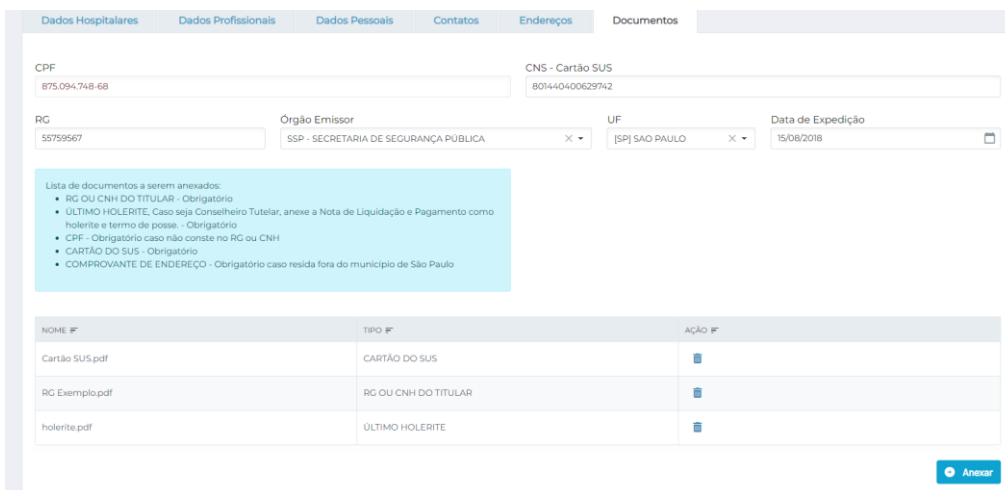 Dados Hospitalares Dados Profissionais Dados Pessoais Contatos Endereços Documentos
CPF CNS - Cartão SUS
875.094.748-68 801440400629742
RG Órgão Emissor UF Data de Expedição
55759567 SSP - SECRETARIA DE SEGURANÇA PÚBLICA [SP] SAO PAULO 15/08/2018
Lista de documentos a serem anexados:
• RG OU CNH DO TITULAR - Obrigatório
• ÚLTIMO HOLERITE, Caso seja Conselheiro Tutelar, anexe a Nota de Liquidação e Pagamento como
holerite e termo de posse. - Obrigatório
• CPF - Obrigatório caso não conste no RG ou CNH
• CARTÃO DO SUS - Obrigatório
• COMPROVANTE DE ENDEREÇO - Obrigatório caso resida fora do município de São Paulo
NOME TIPO AÇÃO
Cartão SUS.pdf CARTÃO DO SUS
RG Exemplo.pdf RG OU CNH DO TITULAR
holerite.pdf ÚLTIMO HOLERITE
Anexar